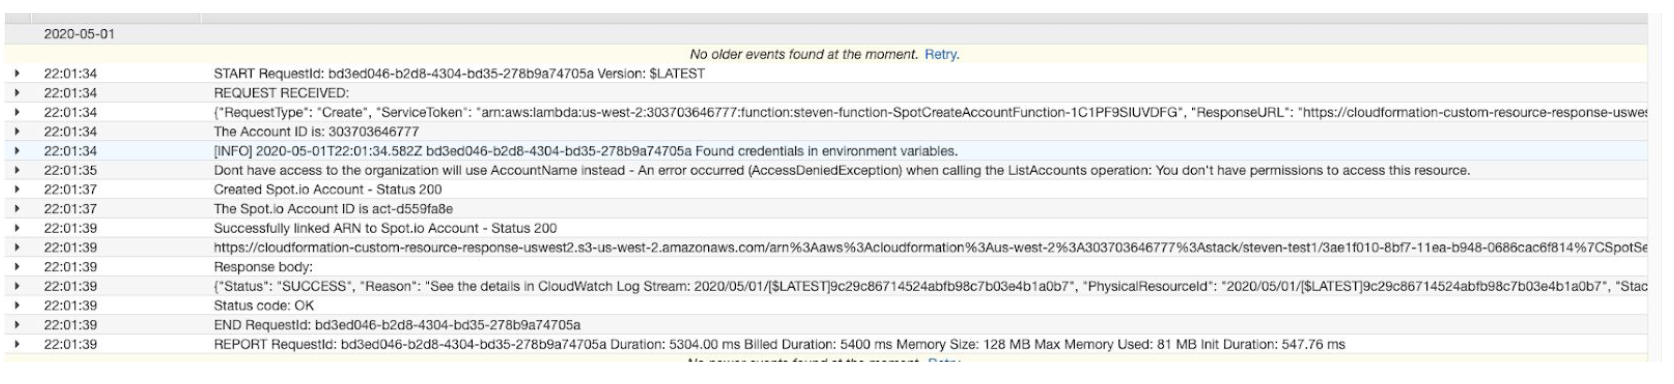 2020-05-01
No older events found at the moment. Retry.
22:01:34 START RequestId: bd3ed046-b2d8-4304-bd35-278b9a74705a Version: $LATEST
22:01:34 REQUEST RECEIVED:
22:01:34 {"RequestType": "Create", "ServiceToken": "arn:aws:lambda:us-west-2:303703646777:function:steven-function-SpotCreateAccountFunction-1C1PF9SIUVDFG", "ResponseURL": "https://cloudformation-custom-resource-response-uswes
22:01:34 The Account ID is: 303703646777
22:01:34 [INFO] 2020-05-01T22:01:34.582Z bd3ed046-b2d8-4304-bd35-278b9a74705a Found credentials in environment variables.
22:01:35 Dont have access to the organization will use AccountName instead - An error occurred (AccessDeniedException) when calling the ListAccounts operation: You don't have permissions to access this resource.
22:01:37 Created Spot.io Account - Status 200
22:01:37 The Spot.io Account ID is act-d559fa8e
22:01:39 Successfully linked ARN to Spot.io Account - Status 200
22:01:39 https://cloudformation-custom-resource-response-uswest2.s3-us-west-2.amazonaws.com/arn%3Aaws%3Acloudformation%3Aus-west-2%3A303703646777%3Astack/steven-test1/3ae1f010-8bf7-11ea-b948-0686cac6f814%7CSpotSe
22:01:39 Response body:
22:01:39 {"Status": "SUCCESS", "Reason": "See the details in CloudWatch Log Stream: 2020/05/01/[$LATEST]9c29c86714524abfb98c7b03e4b1a0b7", "PhysicalResourceId": "2020/05/01/[$LATEST]9c29c86714524abfb98c7b03e4b1a0b7", "Stac
22:01:39 Status code: OK
22:01:39 END RequestId: bd3ed046-b2d8-4304-bd35-278b9a74705a
22:01:39 REPORT RequestId: bd3ed046-b2d8-4304-bd35-278b9a74705a Duration: 5304.00 ms Billed Duration: 5400 ms Memory Size: 128 MB Max Memory Used: 81 MB Init Duration: 547.76 ms
No newer events found at the moment. Retry.